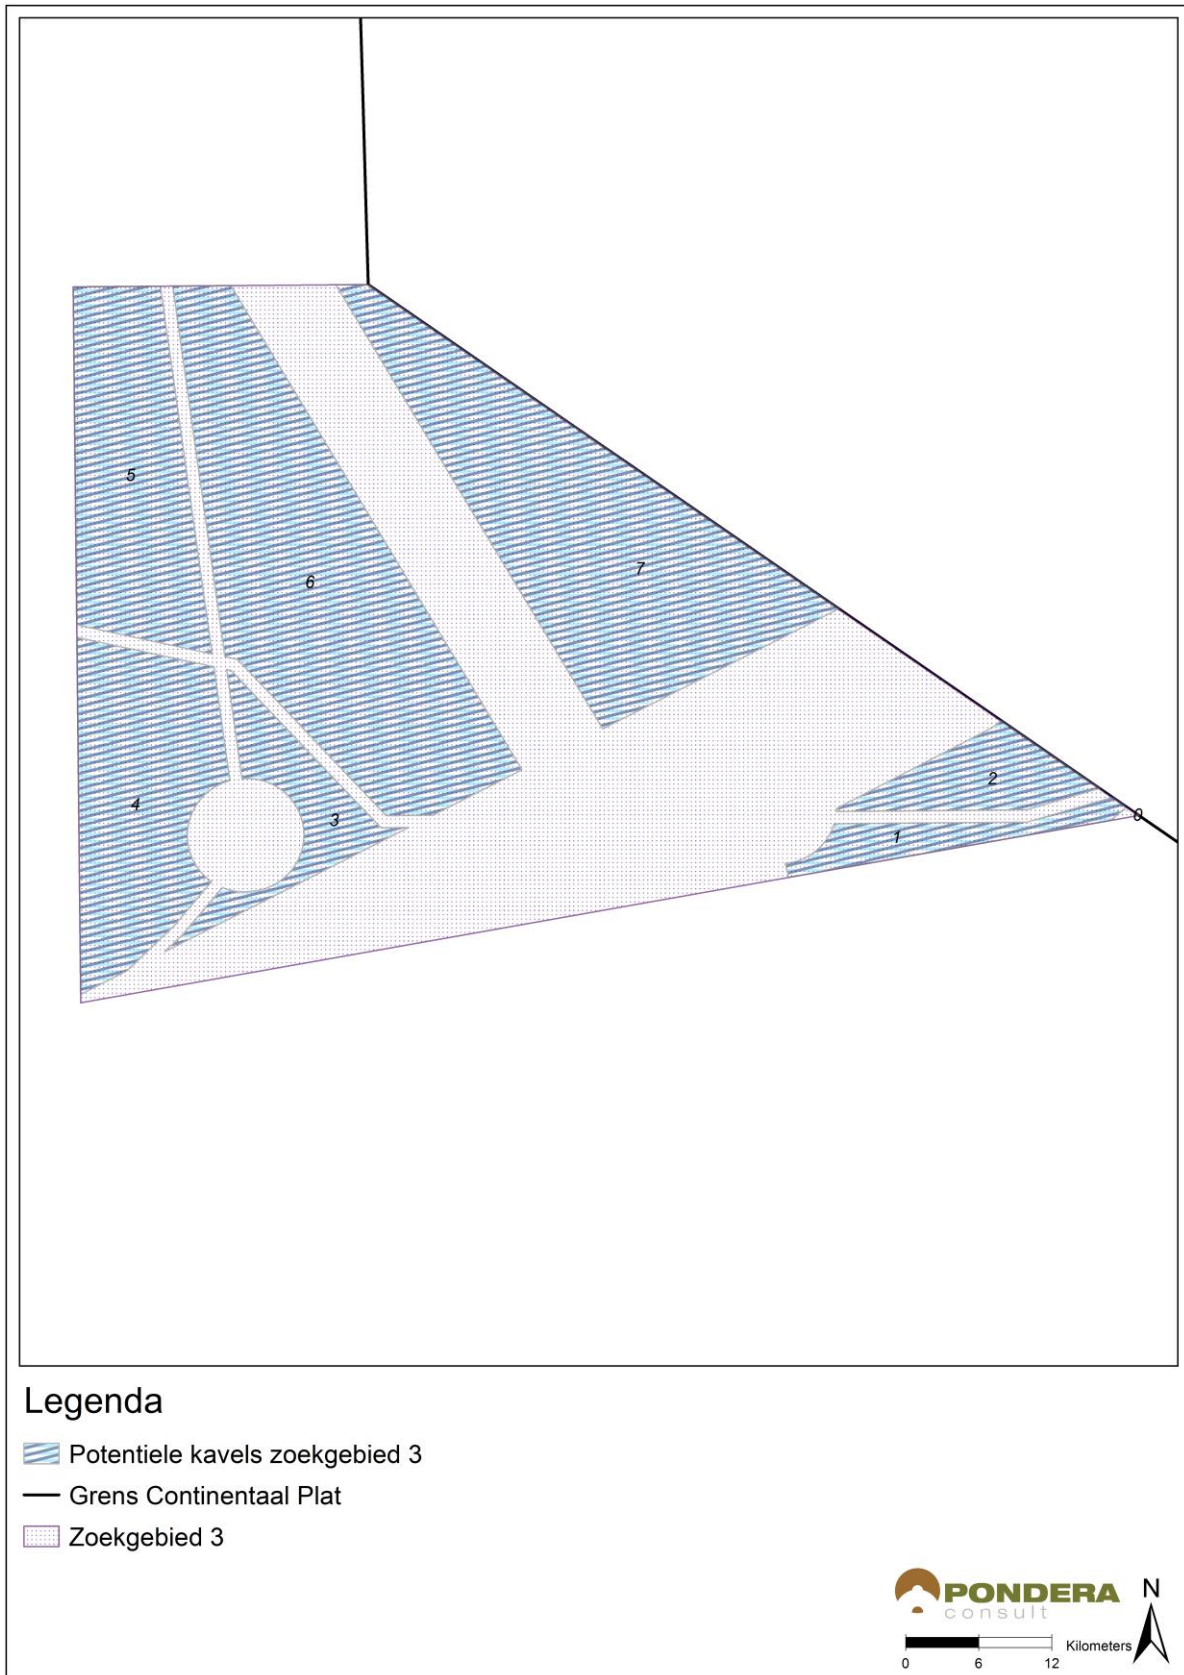 5
6
7
4
3
2
1
0
Legenda
Potentiele kavels zoekgebied 3
Grens Continentaal Plat
Zoekgebied 3
PONDERA
consult
N
Kilometers
0 6 12